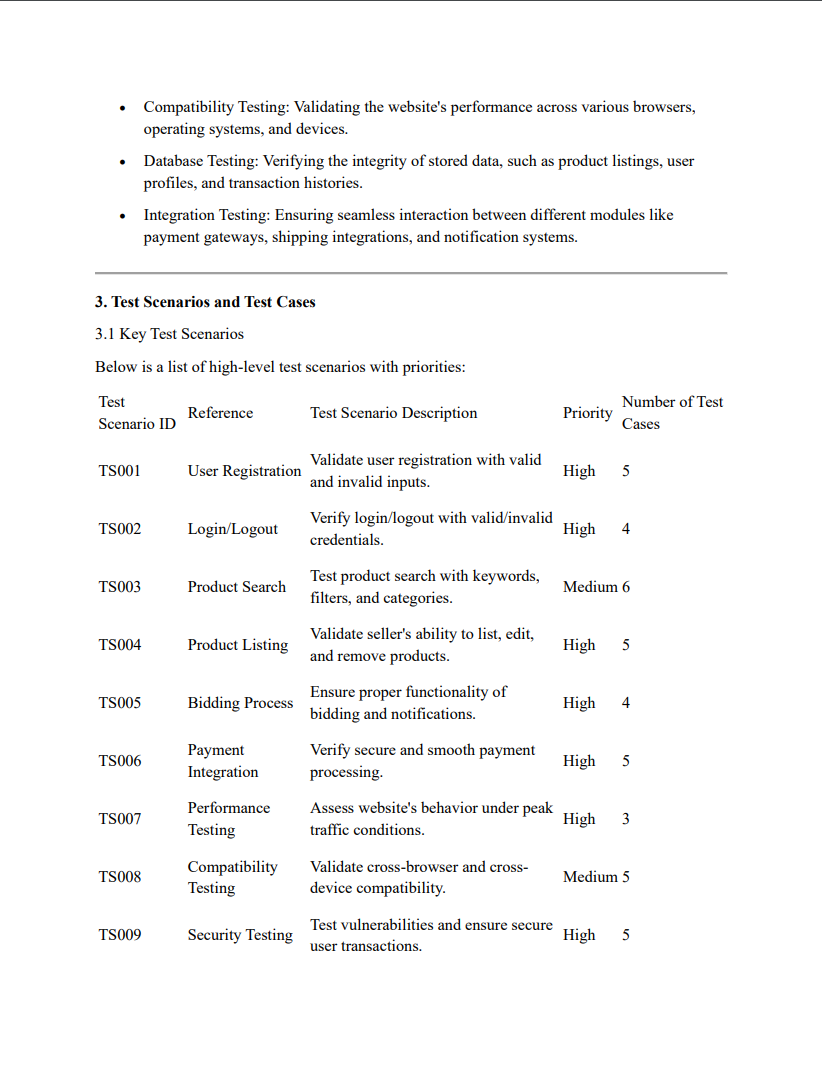 • Compatibility Testing: Validating the website's performance across various browsers,
operating systems, and devices.
• Database Testing: Verifying the integrity of stored data, such as product listings, user
profiles, and transaction histories.
• Integration Testing: Ensuring seamless interaction between different modules like
payment gateways, shipping integrations, and notification systems.
3. Test Scenarios and Test Cases
3.1 Key Test Scenarios
Below is a list of high-level test scenarios with priorities:
Test
Scenario ID
Reference
Test Scenario Description
Priority
Number of Test
Cases
TS001
User Registration
Validate user registration with valid
and invalid inputs.
High
5
TS002
Login/Logout
Verify login/logout with valid/invalid
credentials.
High
4
TS003
Product Search
Test product search with keywords,
filters, and categories.
Medium
6
TS004
Product Listing
Validate seller's ability to list, edit,
and remove products.
High
5
TS005
Bidding Process
Ensure proper functionality of
bidding and notifications.
High
4
TS006
Payment
Integration
Verify secure and smooth payment
processing.
High
5
TS007
Performance
Testing
Assess website's behavior under peak
traffic conditions.
High
3
TS008
Compatibility
Testing
Validate cross-browser and cross-
device compatibility.
Medium
5
TS009
Security Testing
Test vulnerabilities and ensure secure
user transactions.
High
5